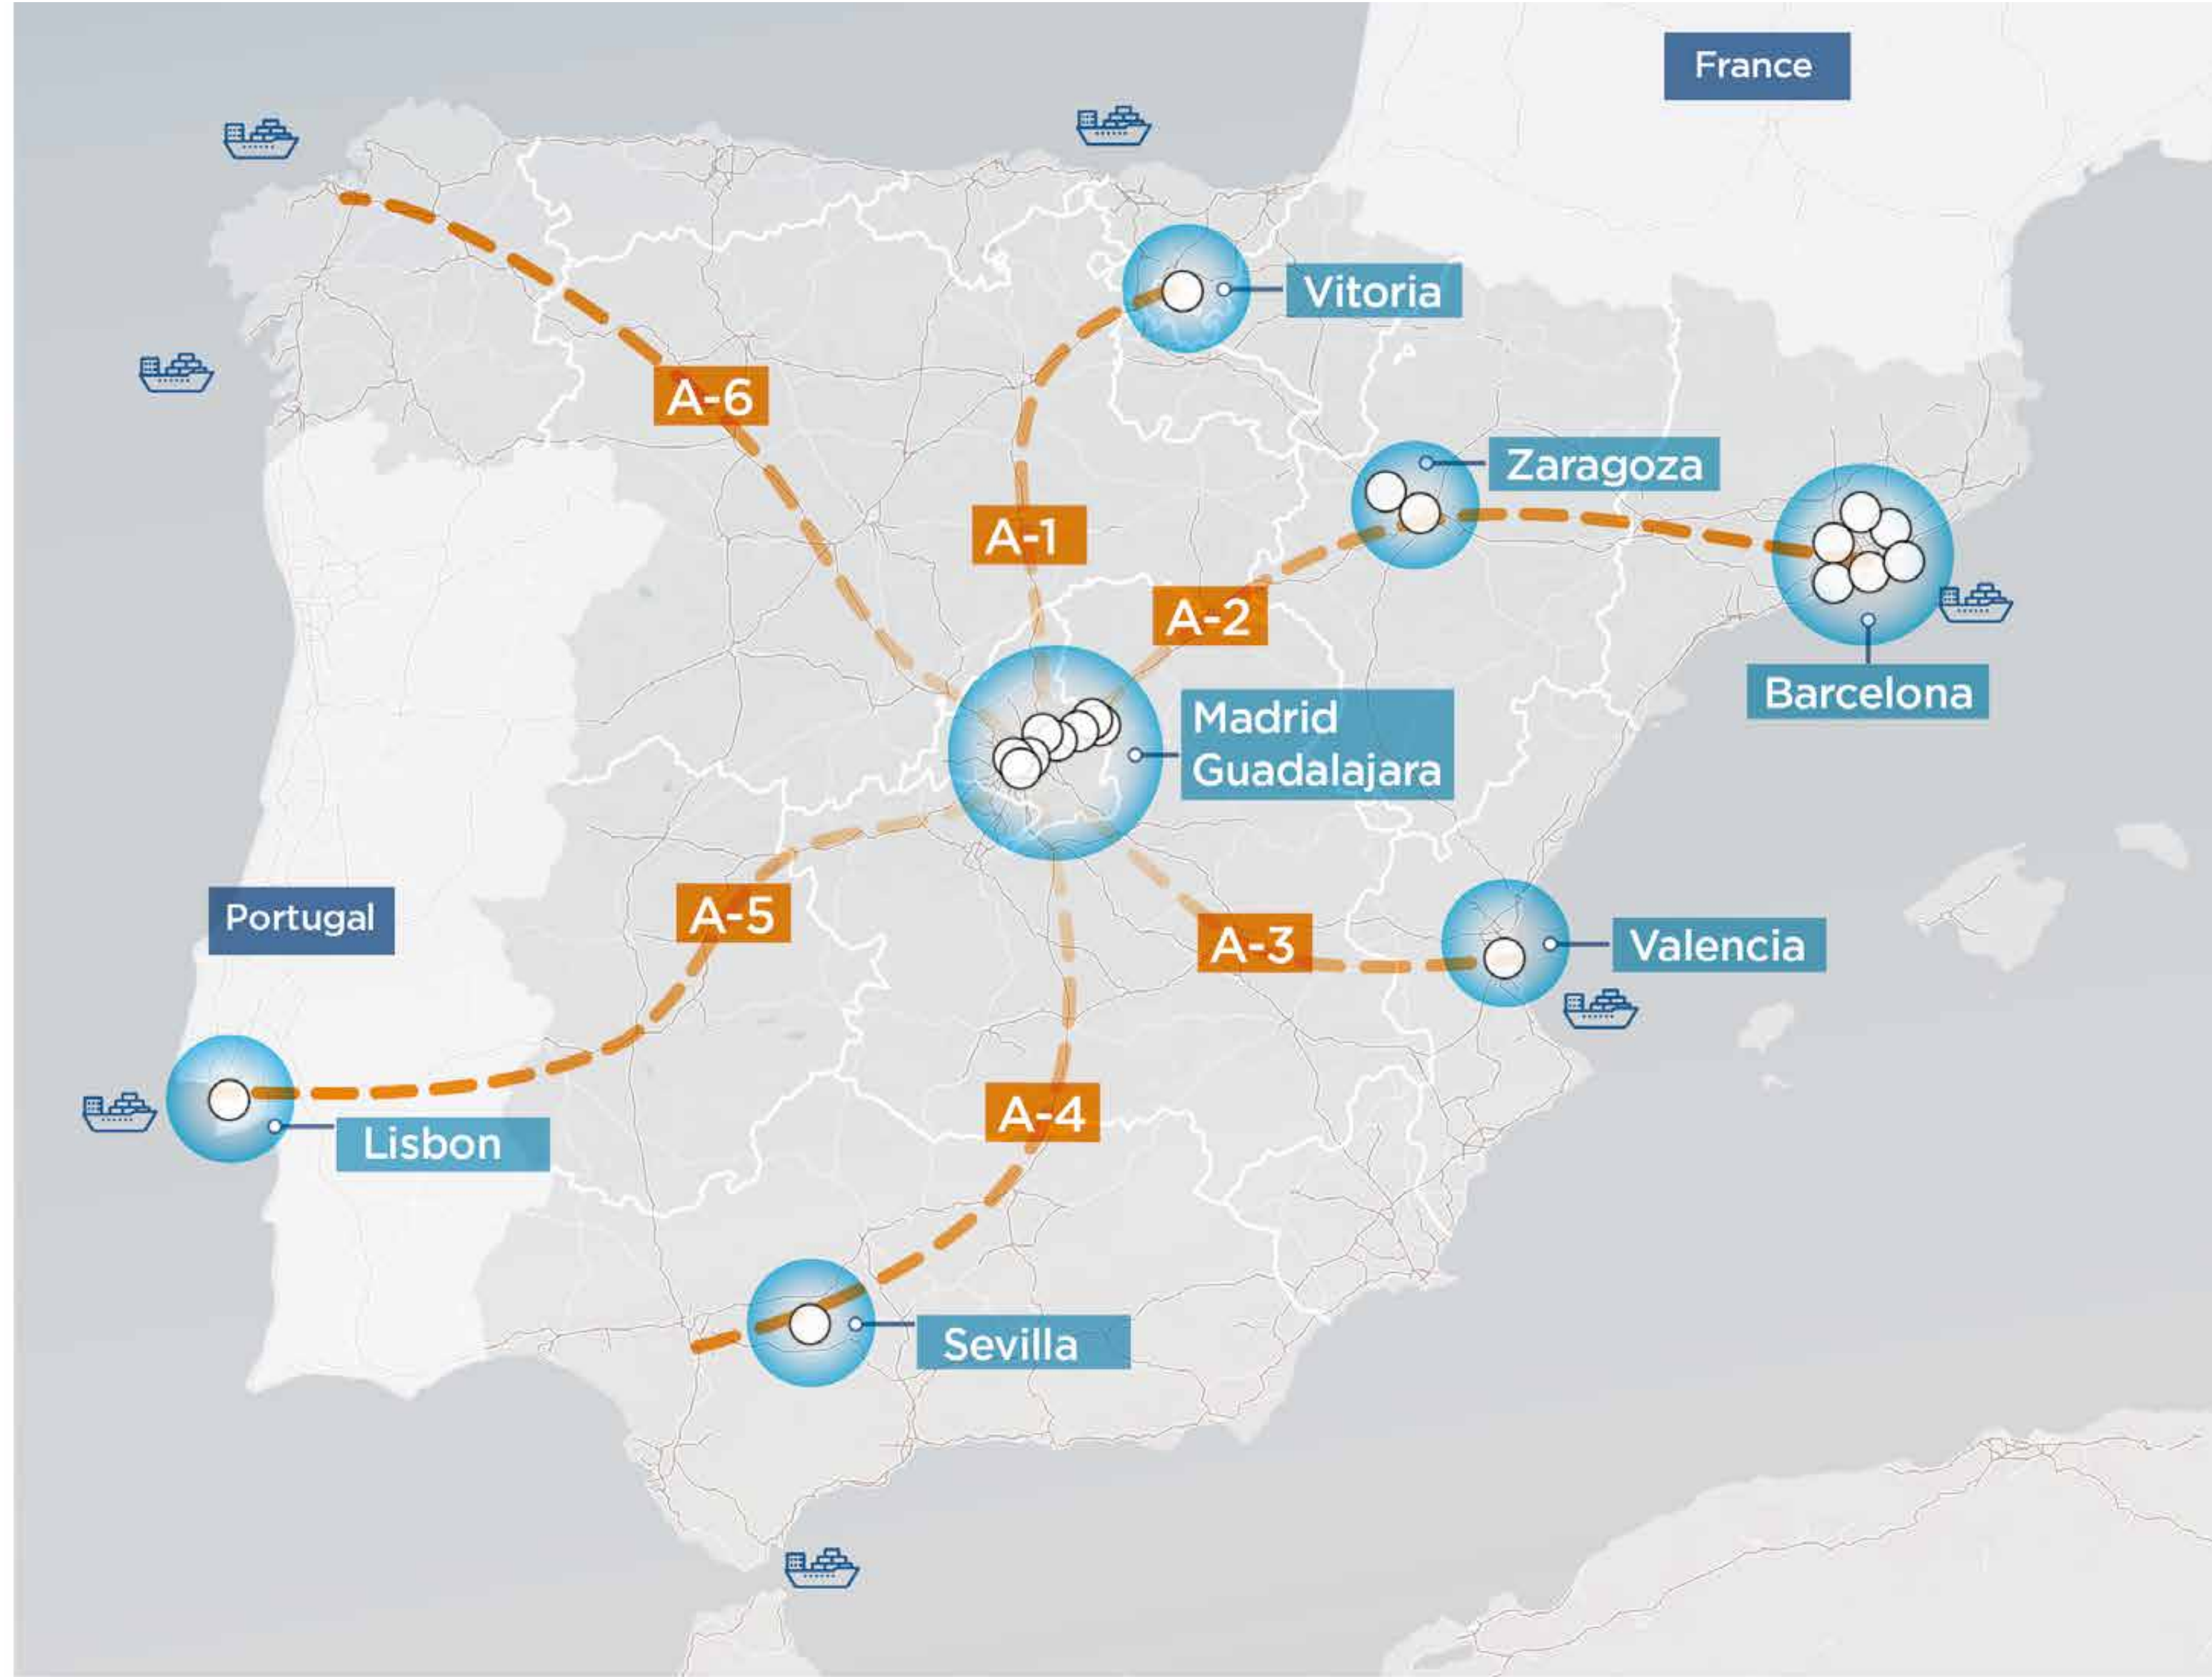 France
Vitoria
A-6
Zaragoza
A-1
A-2
Barcelona
Madrid
Guadalajara
A-5
Portugal
A-3
Valencia
A-4
Lisbon
Sevilla